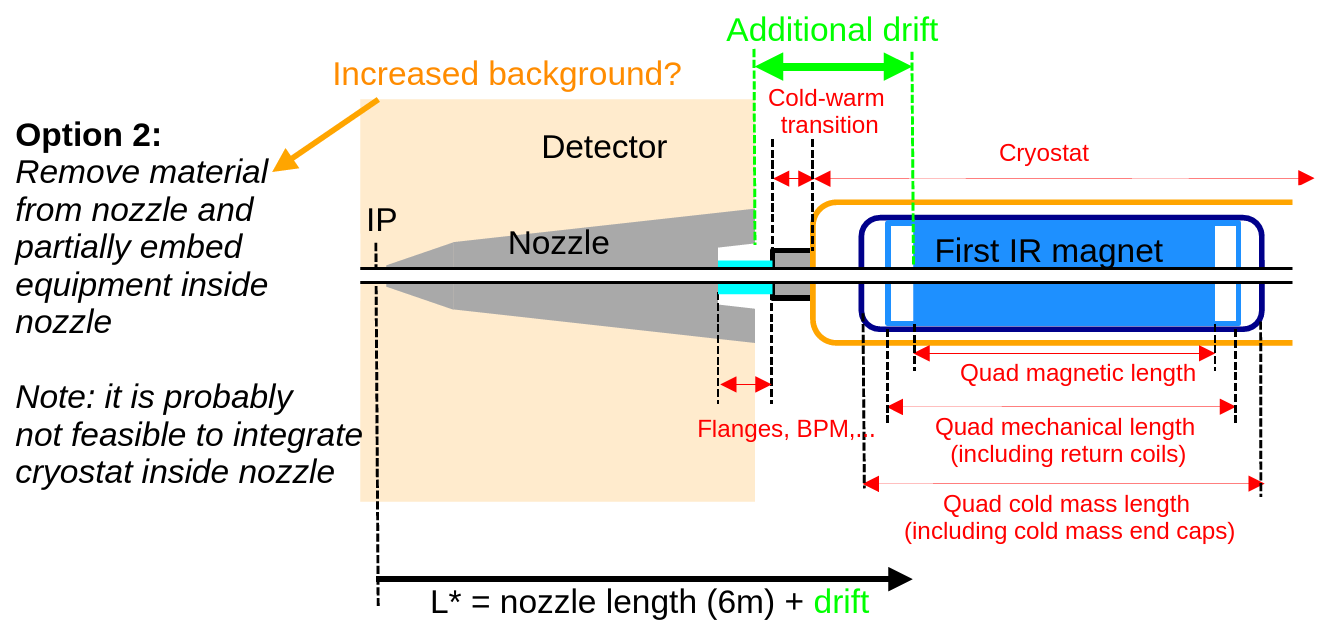 Additional drift
Increased background?
Cold-warm
transition
Option 2:
Remove material
from nozzle and
partially embed
equipment inside
nozzle
Detector
Cryostat
IP
Nozzle
First IR magnet
Note: it is probably
not feasible to integrate
cryostat inside nozzle
Quad magnetic length
Flanges, BPM,...
Quad mechanical length
(including return coils)
Quad cold mass length
(including cold mass end caps)
L* = nozzle length (6m) + drift